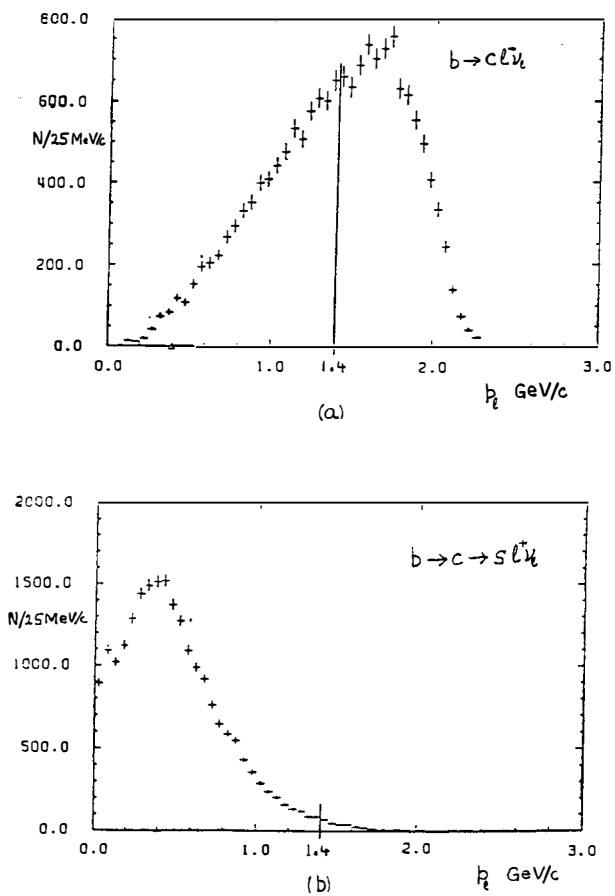 800.0
b → c l⁻ ν̄ₗ
600.0
N/25MeV/c
400.0
200.0
0.0
0.0 1.0 1.4 2.0 3.0
pₗ GeV/c
(a)
2000.0
b → c → s l⁺ νₗ
1500.0
N/25MeV/c
1000.0
500.0
0.0
0.0 1.0 1.4 2.0 3.0
pₗ GeV/c
(b)